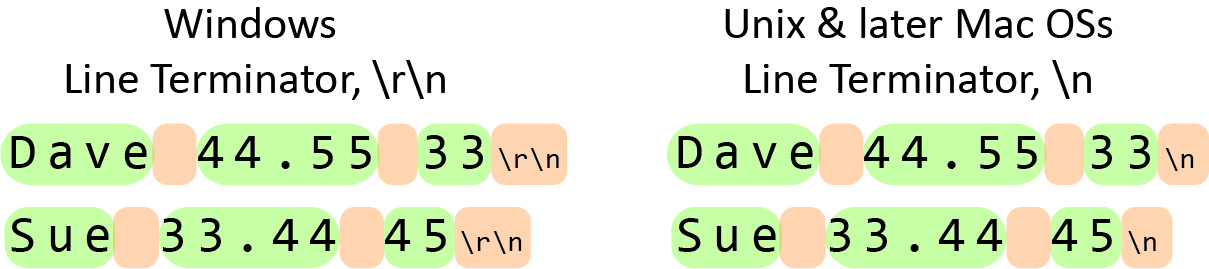 Windows
Line Terminator, \r\n
Dave 44.55 33\r\n
Sue 33.44 45\r\n
Unix & later Mac OSs
Line Terminator, \n
Dave 44.55 33\n
Sue 33.44 45\n